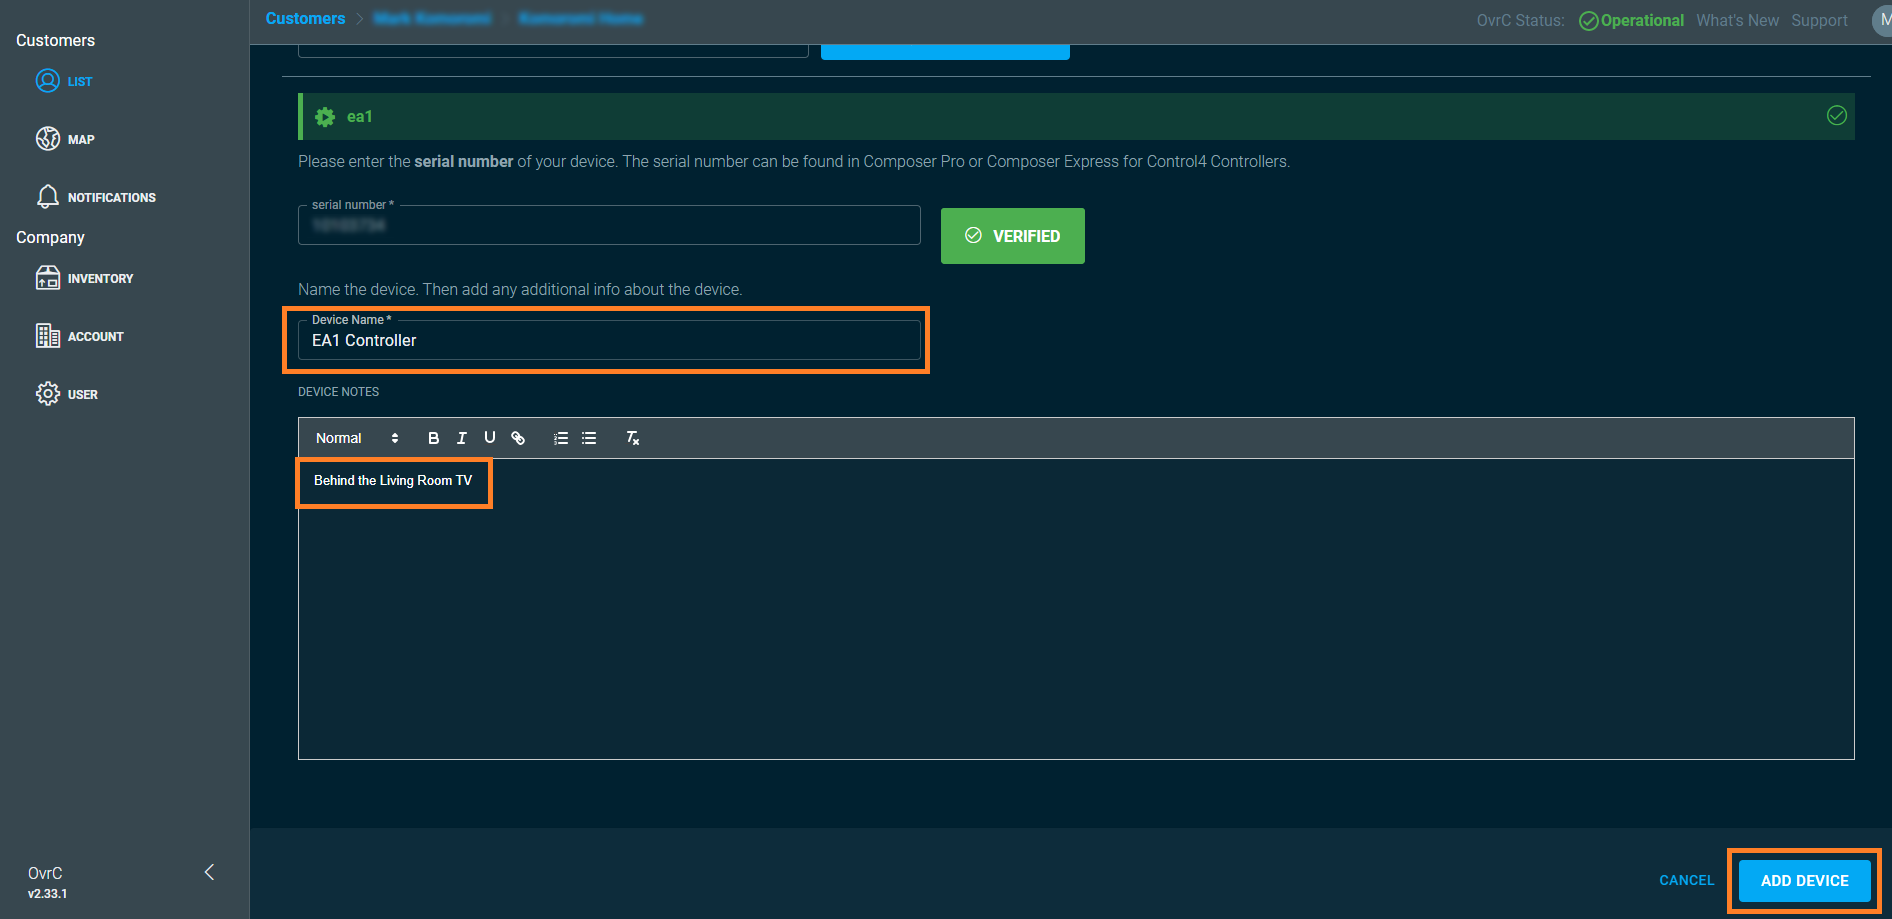 Customers
LIST
MAP
NOTIFICATIONS
Company
INVENTORY
ACCOUNT
USER
OvrC
v2.33.1
Customers
OvrC Status: Operational What's New Support M
ea1
Please enter the serial number of your device. The serial number can be found in Composer Pro or Composer Express for Control4 Controllers.
serial number *
VERIFIED
Name the device. Then add any additional info about the device.
Device Name *
EA1 Controller
DEVICE NOTES
Normal B I U Tx
Behind the Living Room TV
CANCEL ADD DEVICE